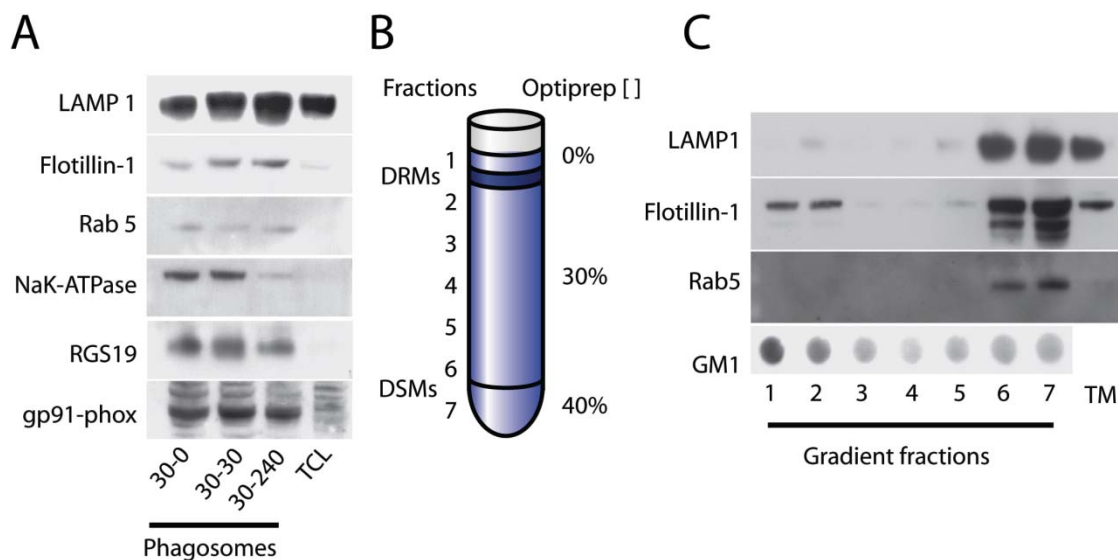 A
LAMP 1
Flotillin-1
Rab 5
NaK-ATPase
RGS19
gp91-phox
30-0
30-30
30-240
TCL
Phagosomes
B
Fractions Optiprep [ ]
1 0%
DRMs
2
3
4 30%
5
6
DSMs
7 40%
C
LAMP1
Flotillin-1
Rab5
GM1
1 2 3 4 5 6 7 TM
Gradient fractions